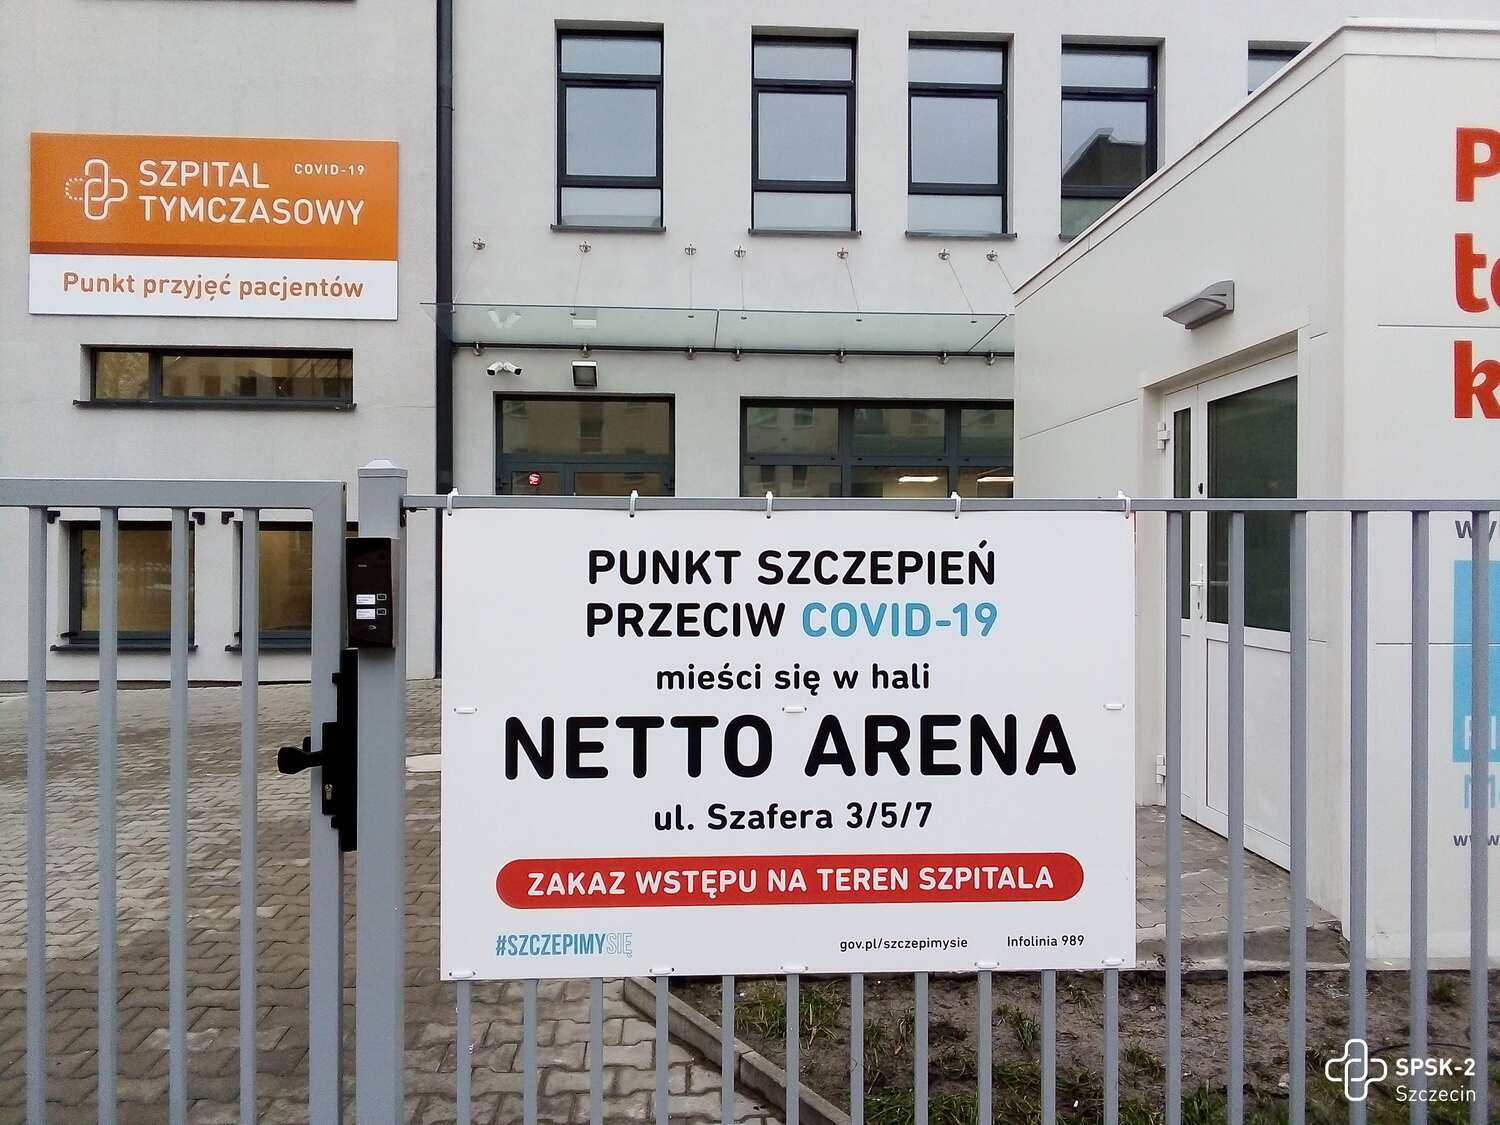 SZPITAL COVID-19
TYMCZASOWY
Punkt przyjęć pacjentów
PUNKT SZCZEPIEŃ
PRZECIW COVID-19
mieści się w hali
NETTO ARENA
ul. Szafera 3/5/7
ZAKAZ WSTĘPU NA TEREN SZPITALA
#SZCZEPIMYSIĘ
gov.pl/szczepimysie Infolinia 989
SPSK-2
Szczecin